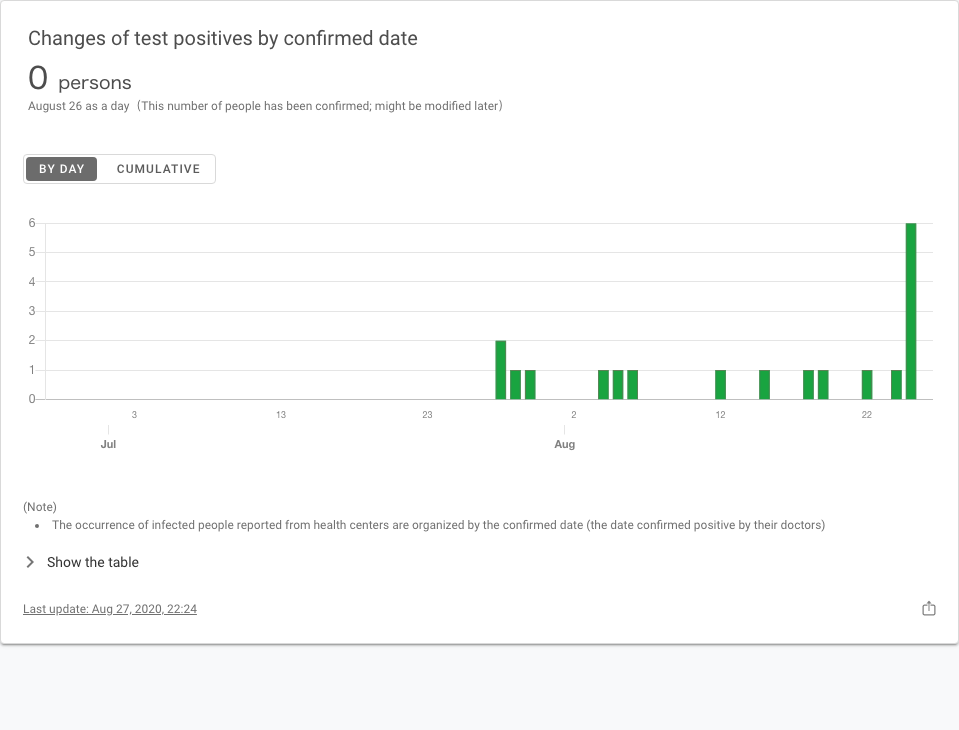 Changes of test positives by confirmed date
0 persons
August 26 as a day（This number of people has been confirmed; might be modified later）
BY DAY CUMULATIVE
6
5
4
3
2
1
0
3 13 23 2 12 22
Jul Aug
(Note)
• The occurrence of infected people reported from health centers are organized by the confirmed date (the date confirmed positive by their doctors)
Show the table
Last update: Aug 27, 2020, 22:24